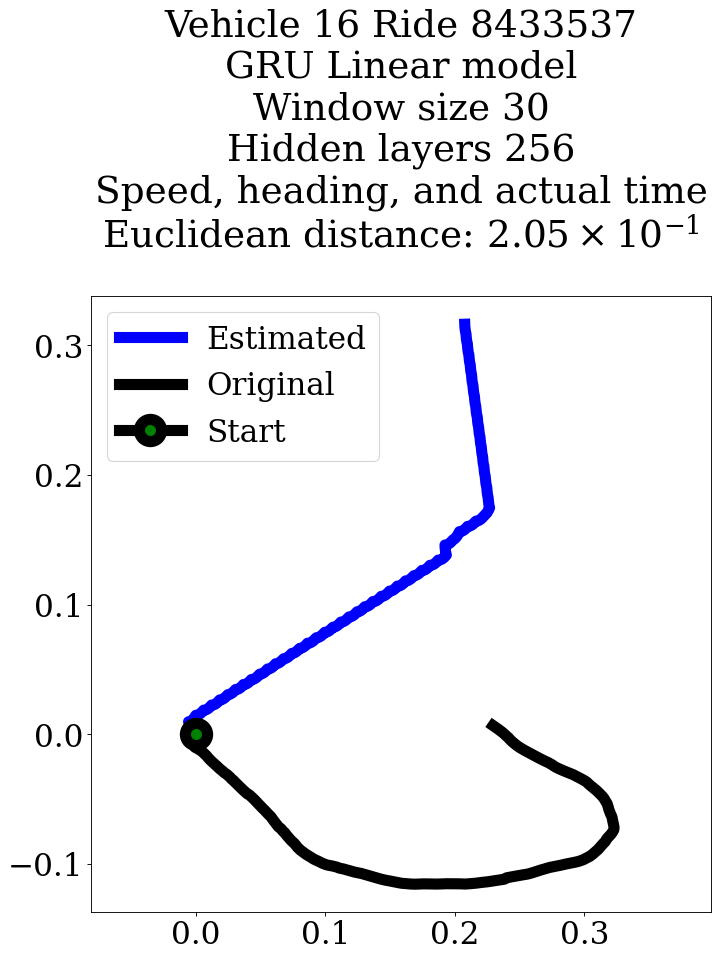 Vehicle 16 Ride 8433537
GRU Linear model
Window size 30
Hidden layers 256
Speed, heading, and actual time
Euclidean distance: 2.05 × 10⁻¹
Estimated
Original
Start
0.3
0.2
0.1
0.0
−0.1
0.0 0.1 0.2 0.3